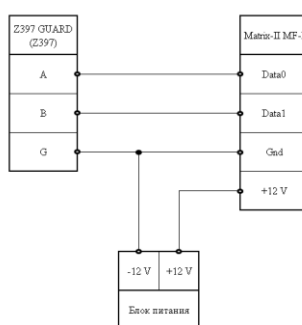 Z397 GUARD
(Z397)
A
B
G
Matrix-II MF-I
Data0
Data1
Gnd
+12 V
-12 V
+12 V
Блок питания